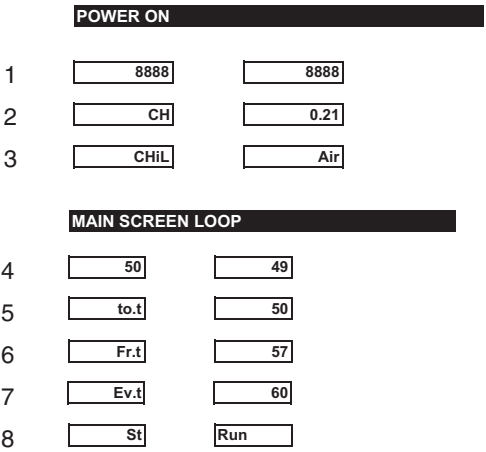 POWER ON
1 8888 8888
2 CH 0.21
3 CHiL Air
MAIN SCREEN LOOP
4 50 49
5 to.t 50
6 Fr.t 57
7 Ev.t 60
8 St Run